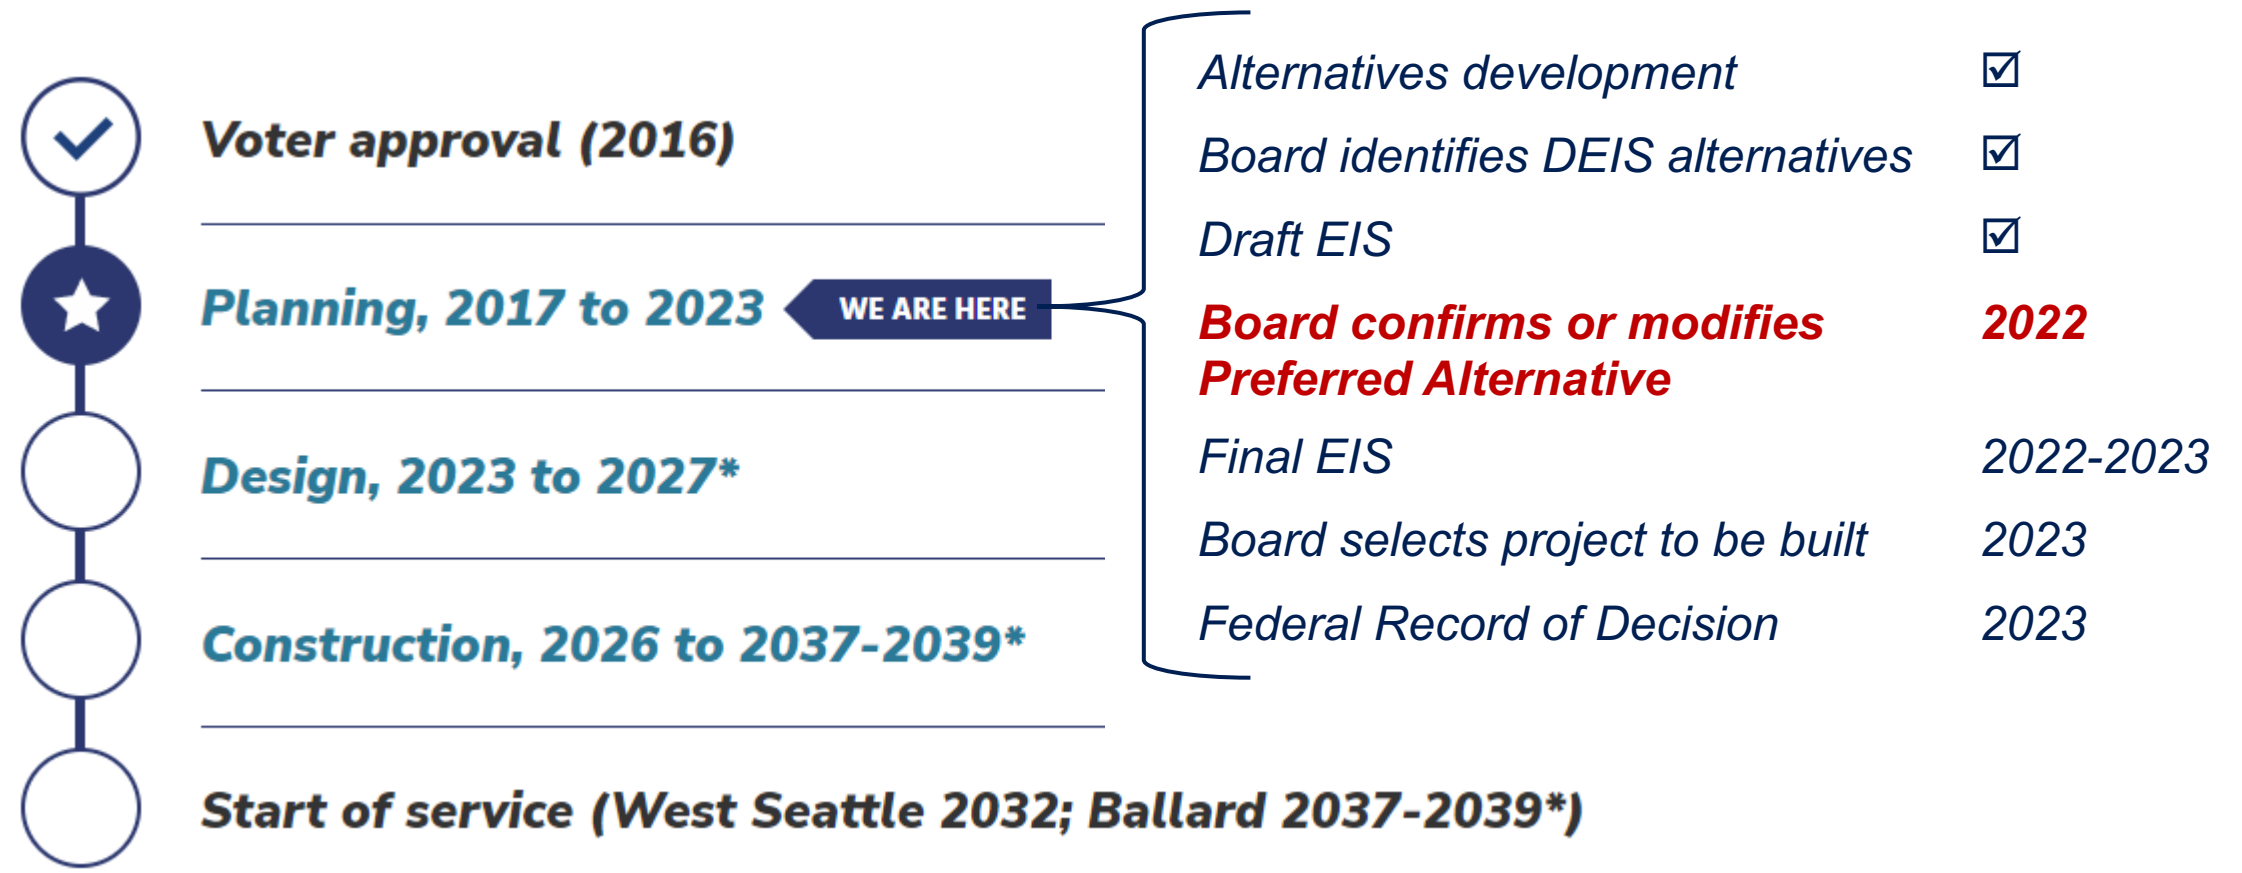 Voter approval (2016)
Planning, 2017 to 2023
WE ARE HERE
Design, 2023 to 2027*
Construction, 2026 to 2037-2039*
Start of service (West Seattle 2032; Ballard 2037-2039*)
Alternatives development ☑
Board identifies DEIS alternatives ☑
Draft EIS ☑
Board confirms or modifies 2022
Preferred Alternative
Final EIS 2022-2023
Board selects project to be built 2023
Federal Record of Decision 2023